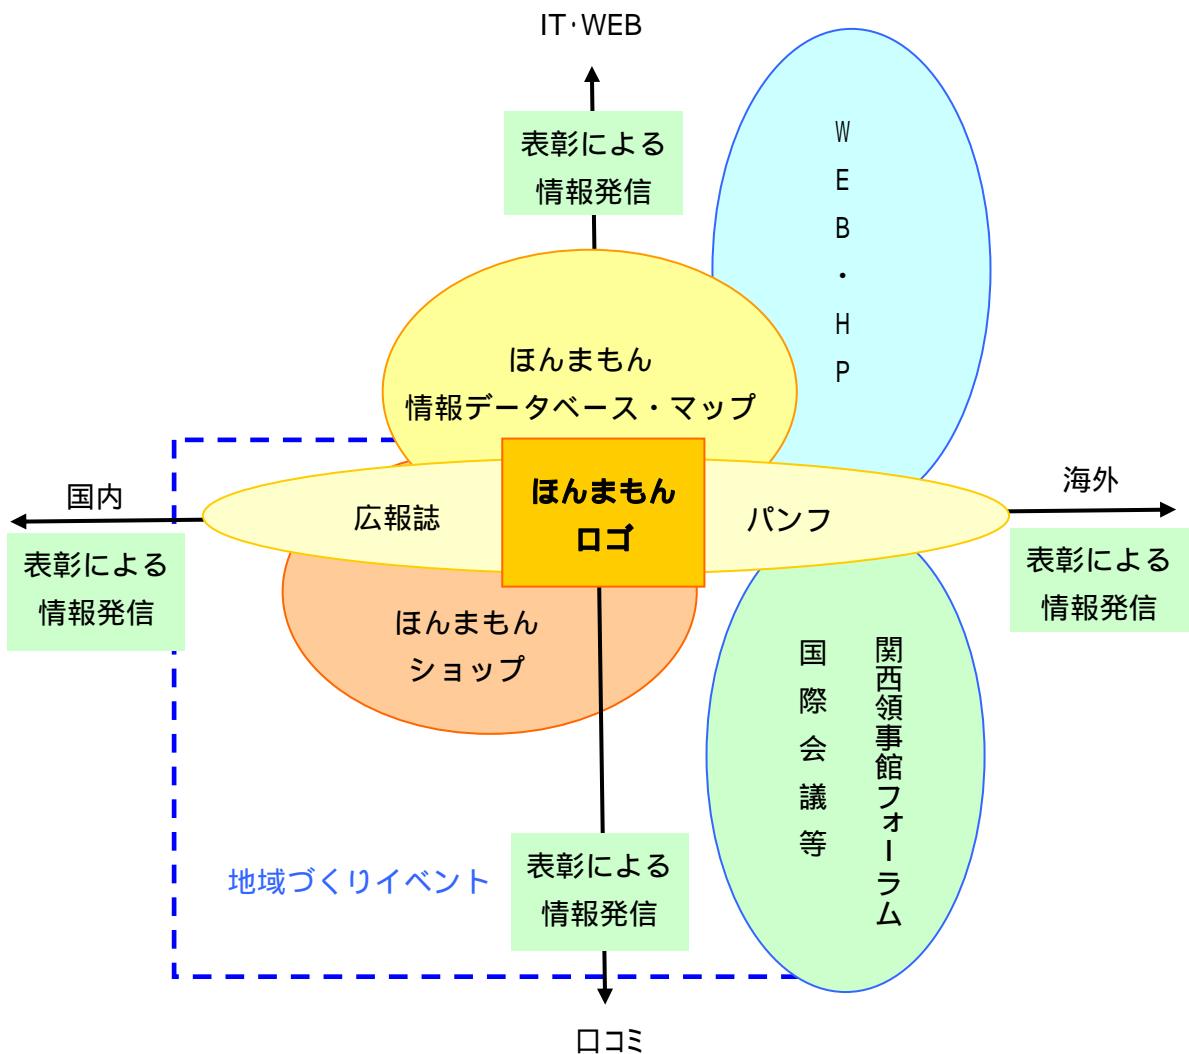 IT・WEB
表彰による
情報発信
WEB・HP
ほんまもん
情報データベース・マップ
国内
海外
広報誌
ほんまもん
ロゴ
パンフ
表彰による
情報発信
表彰による
情報発信
ほんまもん
ショップ
関西領事館フォーラム
国際会議等
地域づくりイベント
表彰による
情報発信
口コミ